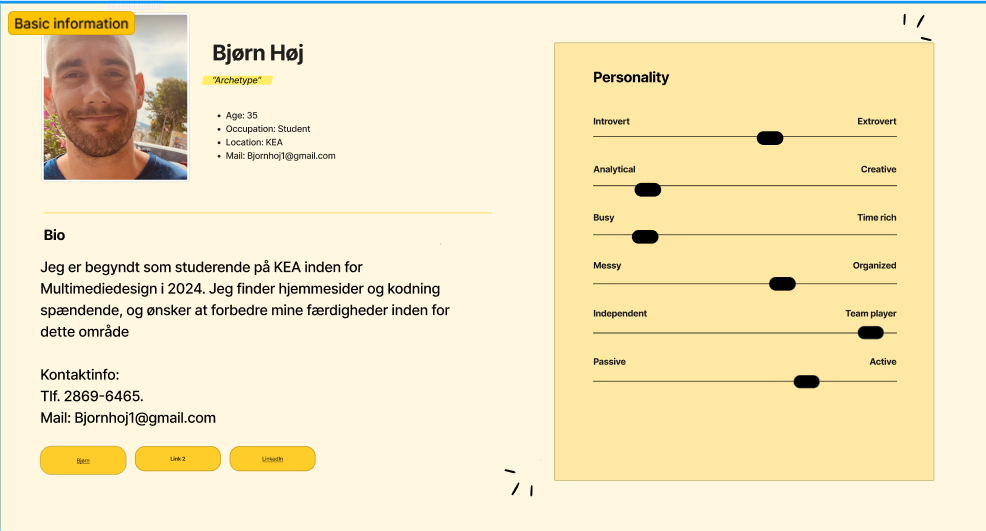 Basic information
Bjørn Høj
"Archetype"
• Age: 35
• Occupation: Student
• Location: KEA
• Mail: Bjornhoj1@gmail.com
Bio
Jeg er begyndt som studerende på KEA inden for
Multimediedesign i 2024. Jeg finder hjemmesider og kodning
spændende, og ønsker at forbedre mine færdigheder inden for
dette område
Kontaktinfo:
Tlf. 2869-6465.
Mail: Bjornhoj1@gmail.com
Bjørn Link 2 LinkedIn
Personality
Introvert Extrovert
Analytical Creative
Busy Time rich
Messy Organized
Independent Team player
Passive Active